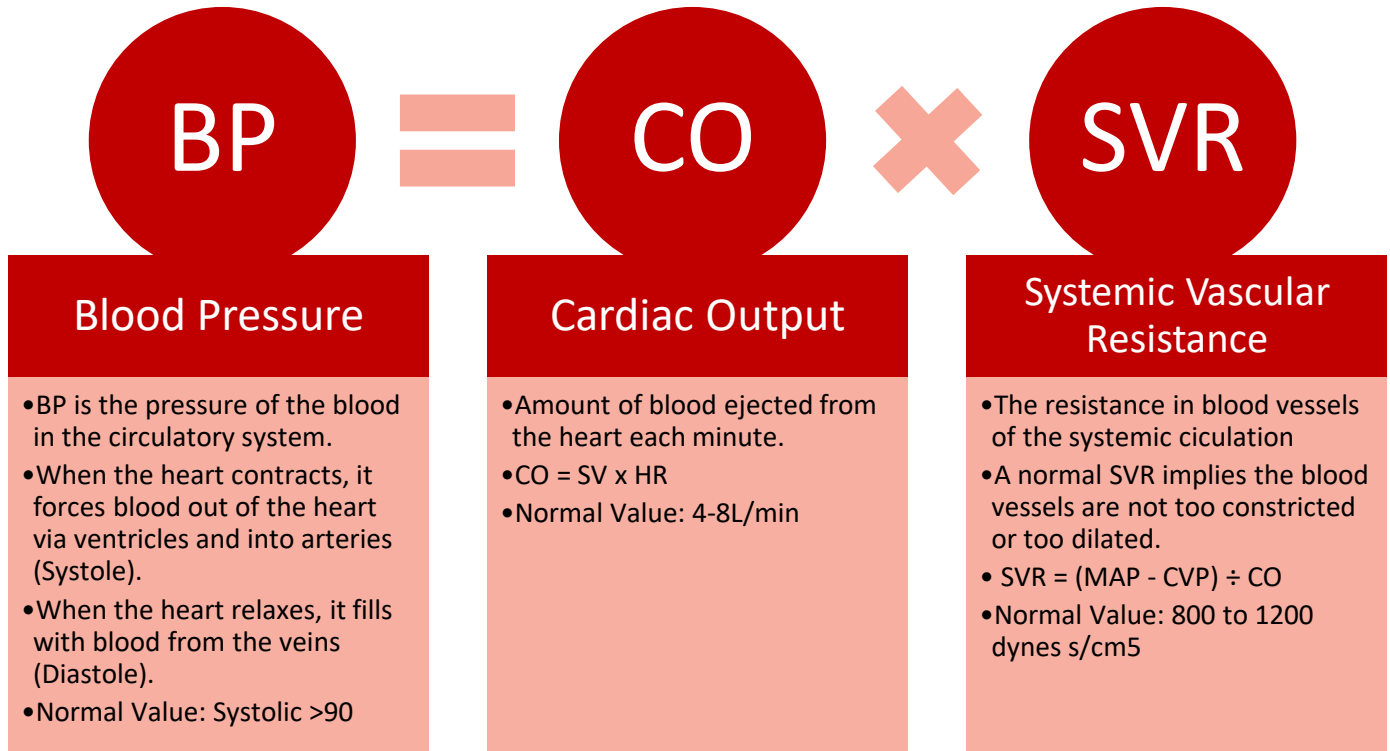 BP
CO
SVR
Blood Pressure
•BP is the pressure of the blood
in the circulatory system.
•When the heart contracts, it
forces blood out of the heart
via ventricles and into arteries
(Systole).
•When the heart relaxes, it fills
with blood from the veins
(Diastole).
•Normal Value: Systolic >90
Cardiac Output
•Amount of blood ejected from
the heart each minute.
•CO = SV x HR
•Normal Value: 4-8L/min
Systemic Vascular
Resistance
•The resistance in blood vessels
of the systemic ciculation
•A normal SVR implies the blood
vessels are not too constricted
or too dilated.
• SVR = (MAP - CVP) ÷ CO
•Normal Value: 800 to 1200
dynes s/cm5